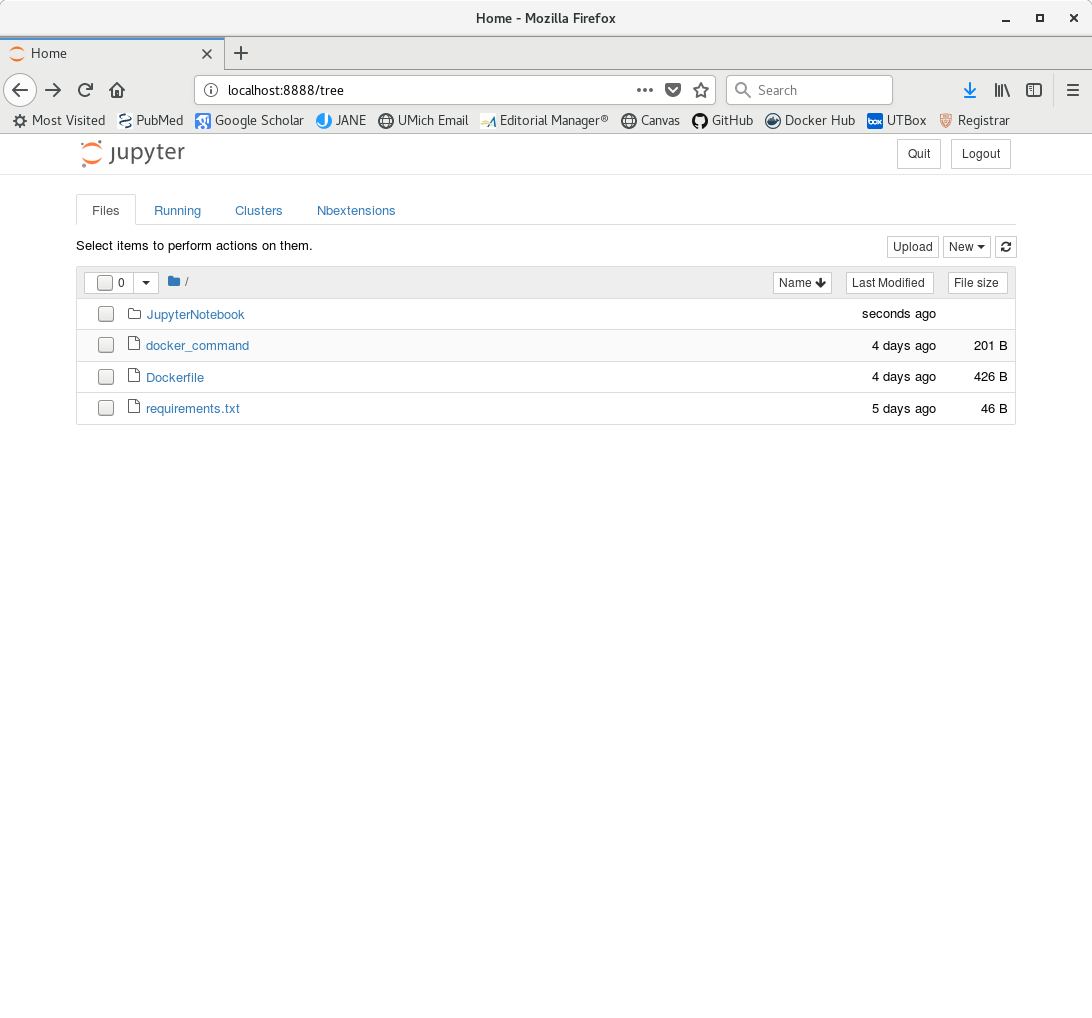 Home - Mozilla Firefox
Home
localhost:8888/tree
Search
Most Visited PubMed Google Scholar JANE UMich Email Editorial Manager® Canvas GitHub Docker Hub UTBox Registrar
jupyter Quit Logout
Files Running Clusters Nbextensions
Select items to perform actions on them. Upload New
0 / Name Last Modified File size
JupyterNotebook seconds ago
docker_command 4 days ago 201 B
Dockerfile 4 days ago 426 B
requirements.txt 5 days ago 46 B